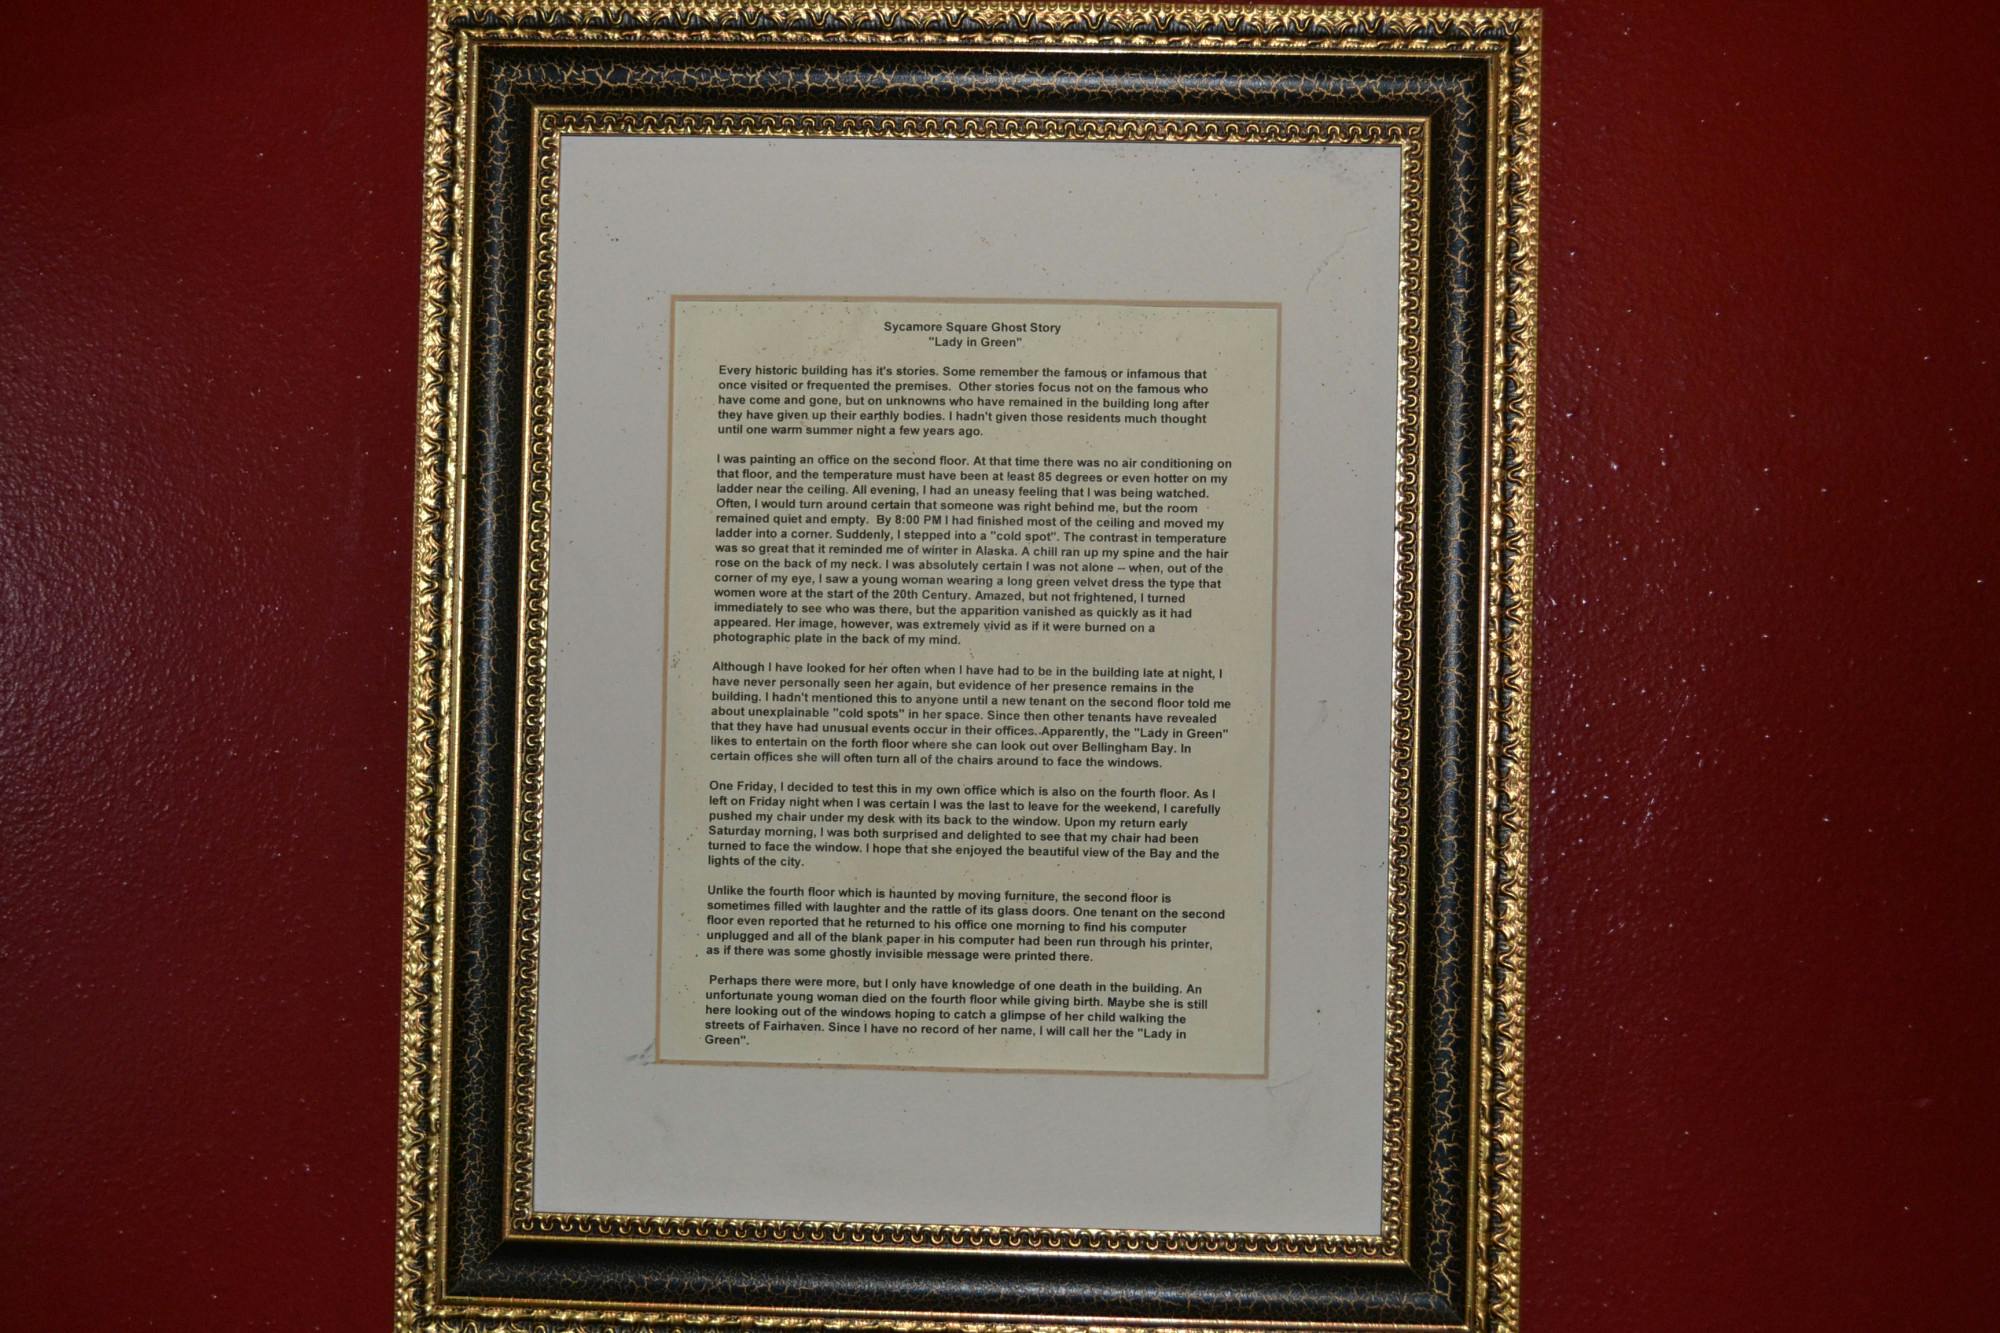 Sycamore Square Ghost Story
"Lady in Green"
Every historic building has it's stories. Some remember the famous or infamous that
once visited or frequented the premises. Other stories focus not on the famous who
have come and gone, but on unknowns who have remained in the building long after
they have given up their earthly bodies. I hadn't given those residents much thought
until one warm summer night a few years ago.
I was painting an office on the second floor. At that time there was no air conditioning on
that floor, and the temperature must have been at least 85 degrees or even hotter on my
ladder near the ceiling. All evening, I had an uneasy feeling that I was being watched.
Often, I would turn around certain that someone was right behind me, but the room
remained quiet and empty. By 8:00 PM I had finished most of the ceiling and moved my
ladder into a corner. Suddenly, I stepped into a "cold spot". The contrast in temperature
was so great that it reminded me of winter in Alaska. A chill ran up my spine and the hair
rose on the back of my neck. I was absolutely certain I was not alone -- when, out of the
corner of my eye, I saw a young woman wearing a long green velvet dress the type that
women wore at the start of the 20th Century. Amazed, but not frightened, I turned
immediately to see who was there, but the apparition vanished as quickly as it had
appeared. Her image, however, was extremely vivid as if it were burned on a
photographic plate in the back of my mind.
Although I have looked for her often when I have had to be in the building late at night, I
have never personally seen her again, but evidence of her presence remains in the
building. I hadn't mentioned this to anyone until a new tenant on the second floor told me
about unexplainable "cold spots" in her space. Since then other tenants have revealed
that they have had unusual events occur in their offices. Apparently, the "Lady in Green"
likes to entertain on the forth floor where she can look out over Bellingham Bay. In
certain offices she will often turn all of the chairs around to face the windows.
One Friday, I decided to test this in my own office which is also on the fourth floor. As I
left on Friday night when I was certain I was the last to leave for the weekend, I carefully
pushed my chair under my desk with its back to the window. Upon my return early
Saturday morning, I was both surprised and delighted to see that my chair had been
turned to face the window. I hope that she enjoyed the beautiful view of the Bay and the
lights of the city.
Unlike the fourth floor which is haunted by moving furniture, the second floor is
sometimes filled with laughter and the rattle of its glass doors. One tenant on the second
floor even reported that he returned to his office one morning to find his computer
unplugged and all of the blank paper in his computer had been run through his printer,
as if there was some ghostly invisible message were printed there.
Perhaps there were more, but I only have knowledge of one death in the building. An
unfortunate young woman died on the fourth floor while giving birth. Maybe she is still
here looking out of the windows hoping to catch a glimpse of her child walking the
streets of Fairhaven. Since I have no record of her name, I will call her the "Lady in
Green".